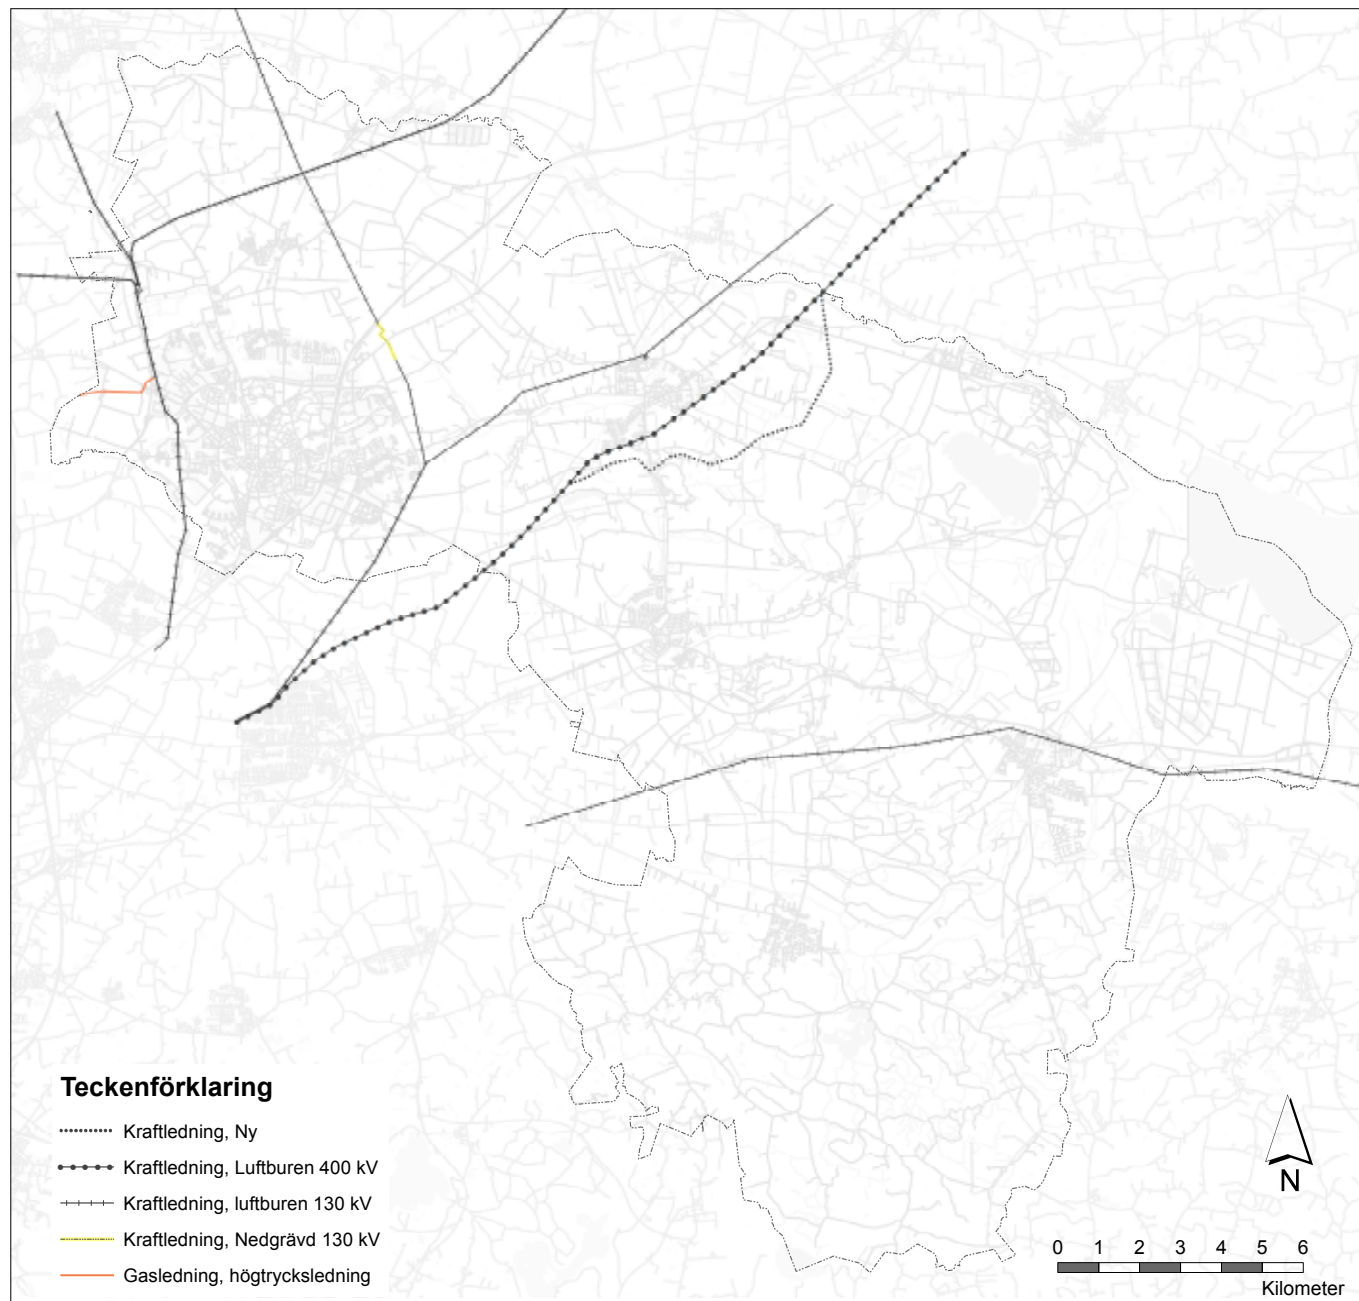 Teckenförklaring
Kraftledning, Ny
Kraftledning, Luftburen 400 kV
Kraftledning, luftburen 130 kV
Kraftledning, Nedgrävd 130 kV
Gasledning, högtrycksledning
N
0 1 2 3 4 5 6
Kilometer